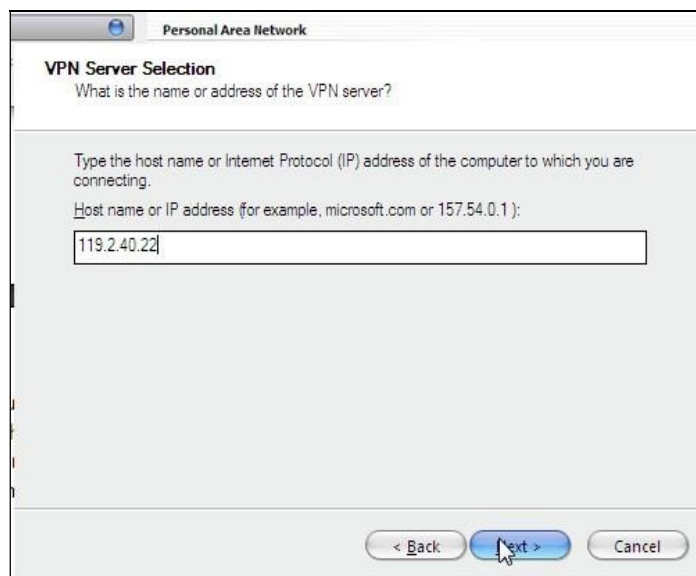 Personal Area Network
VPN Server Selection
What is the name or address of the VPN server?
Type the host name or Internet Protocol (IP) address of the computer to which you are
connecting.
Host name or IP address (for example, microsoft.com or 157.54.0.1 ):
119.2.40.22
< Back
Next >
Cancel